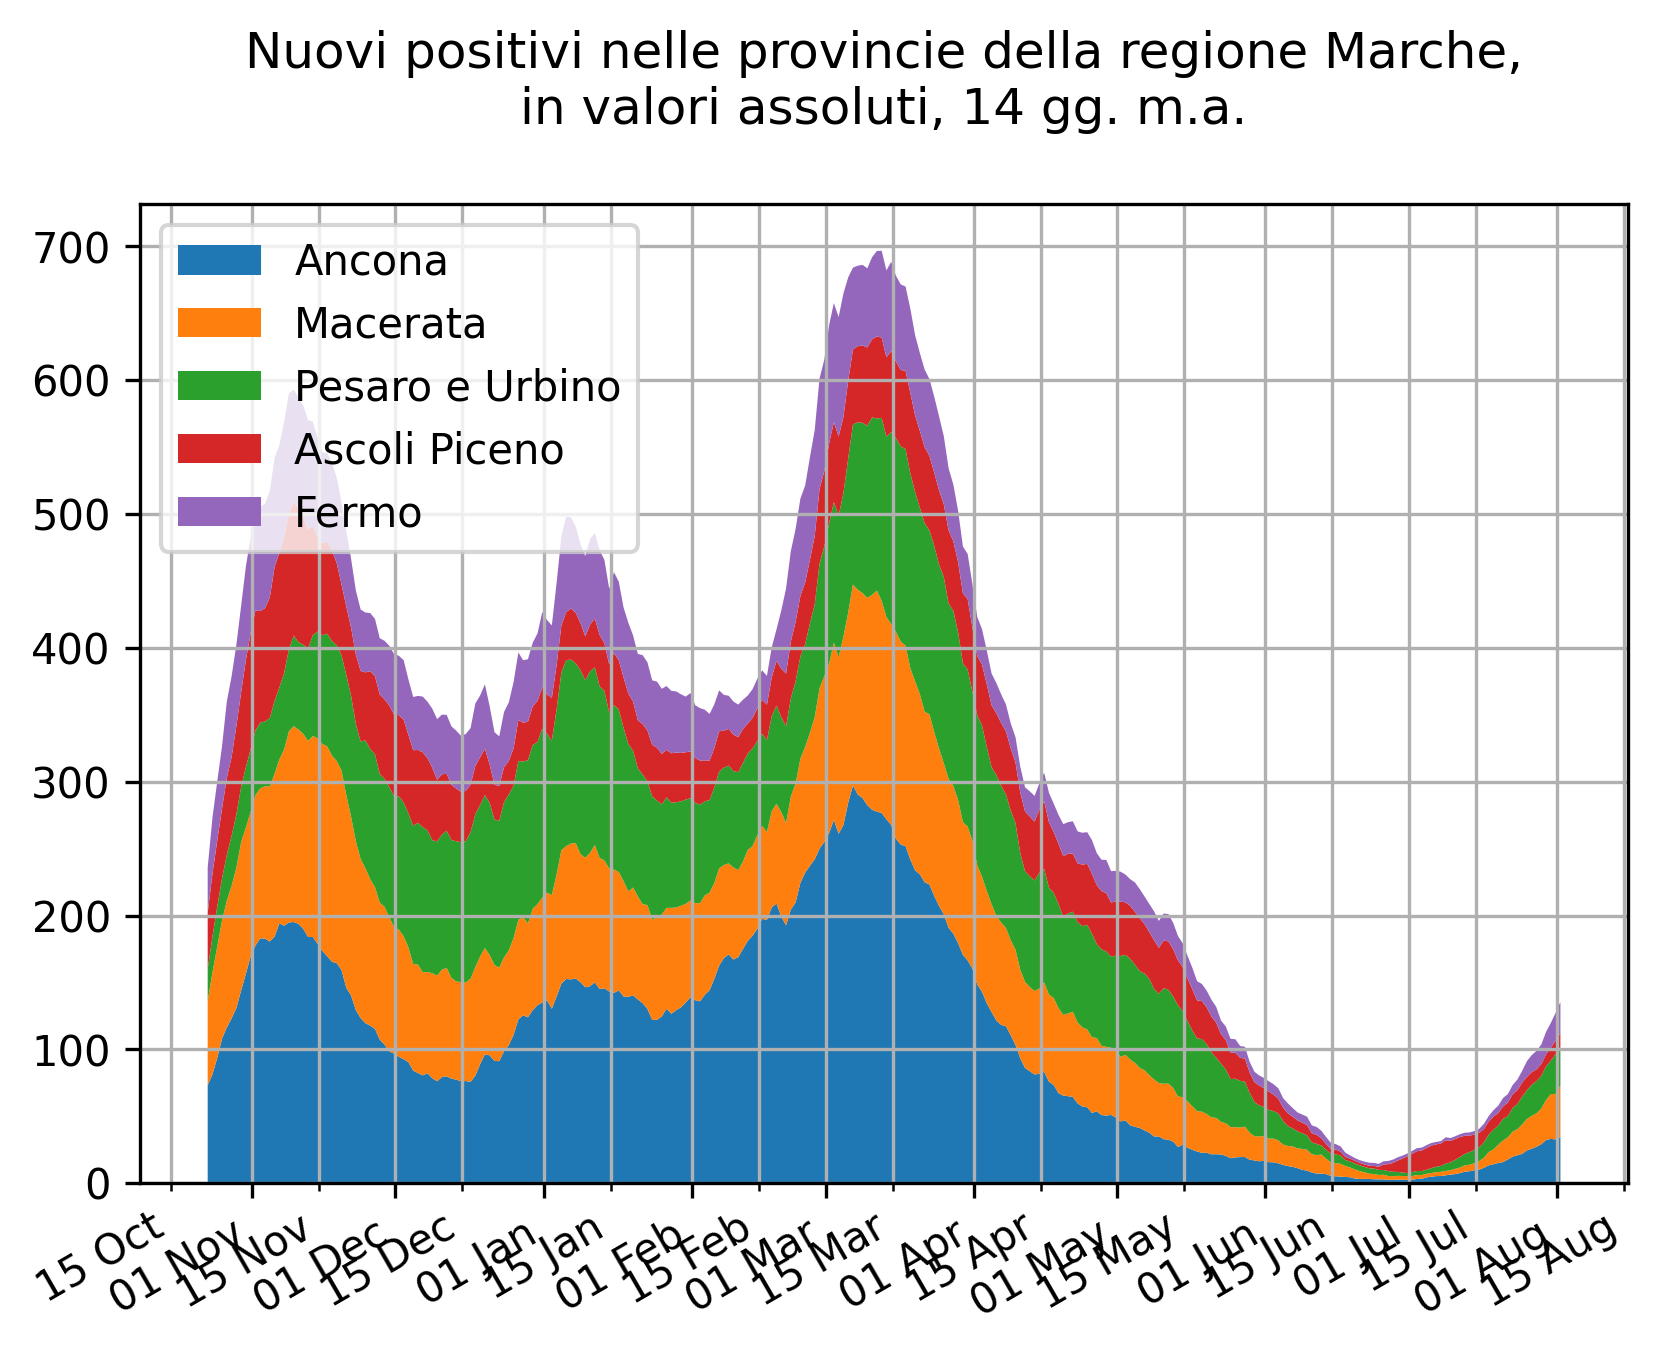 Nuovi positivi nelle provincie della regione Marche,
in valori assoluti, 14 gg. m.a.
700
600
500
400
300
200
100
0
Ancona
Macerata
Pesaro e Urbino
Ascoli Piceno
Fermo
15 Oct
01 Nov
15 Nov
01 Dec
15 Dec
01 Jan
15 Jan
01 Feb
15 Feb
01 Mar
15 Mar
01 Apr
15 Apr
01 May
15 May
01 Jun
15 Jun
01 Jul
15 Jul
01 Aug
15 Aug